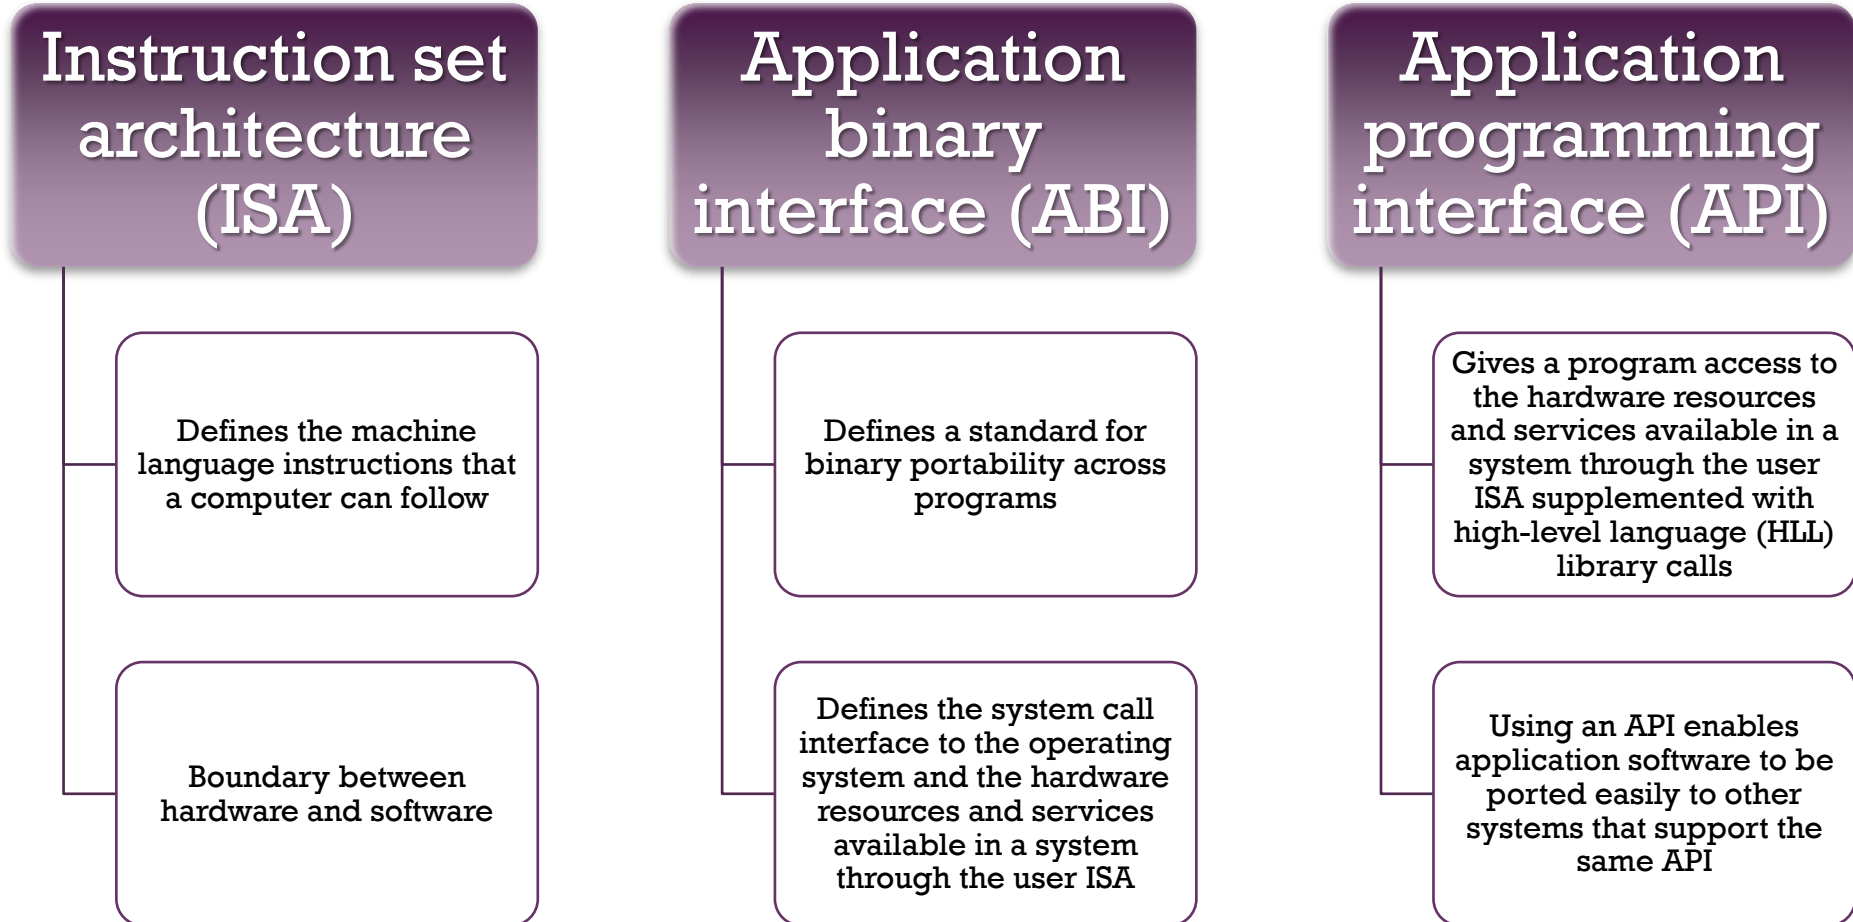 Instruction set
architecture
(ISA)
Defines the machine
language instructions that
a computer can follow
Boundary between
hardware and software
Application
binary
interface (ABI)
Defines a standard for
binary portability across
programs
Defines the system call
interface to the operating
system and the hardware
resources and services
available in a system
through the user ISA
Application
programming
interface (API)
Gives a program access to
the hardware resources
and services available in a
system through the user
ISA supplemented with
high-level language (HLL)
library calls
Using an API enables
application software to be
ported easily to other
systems that support the
same API